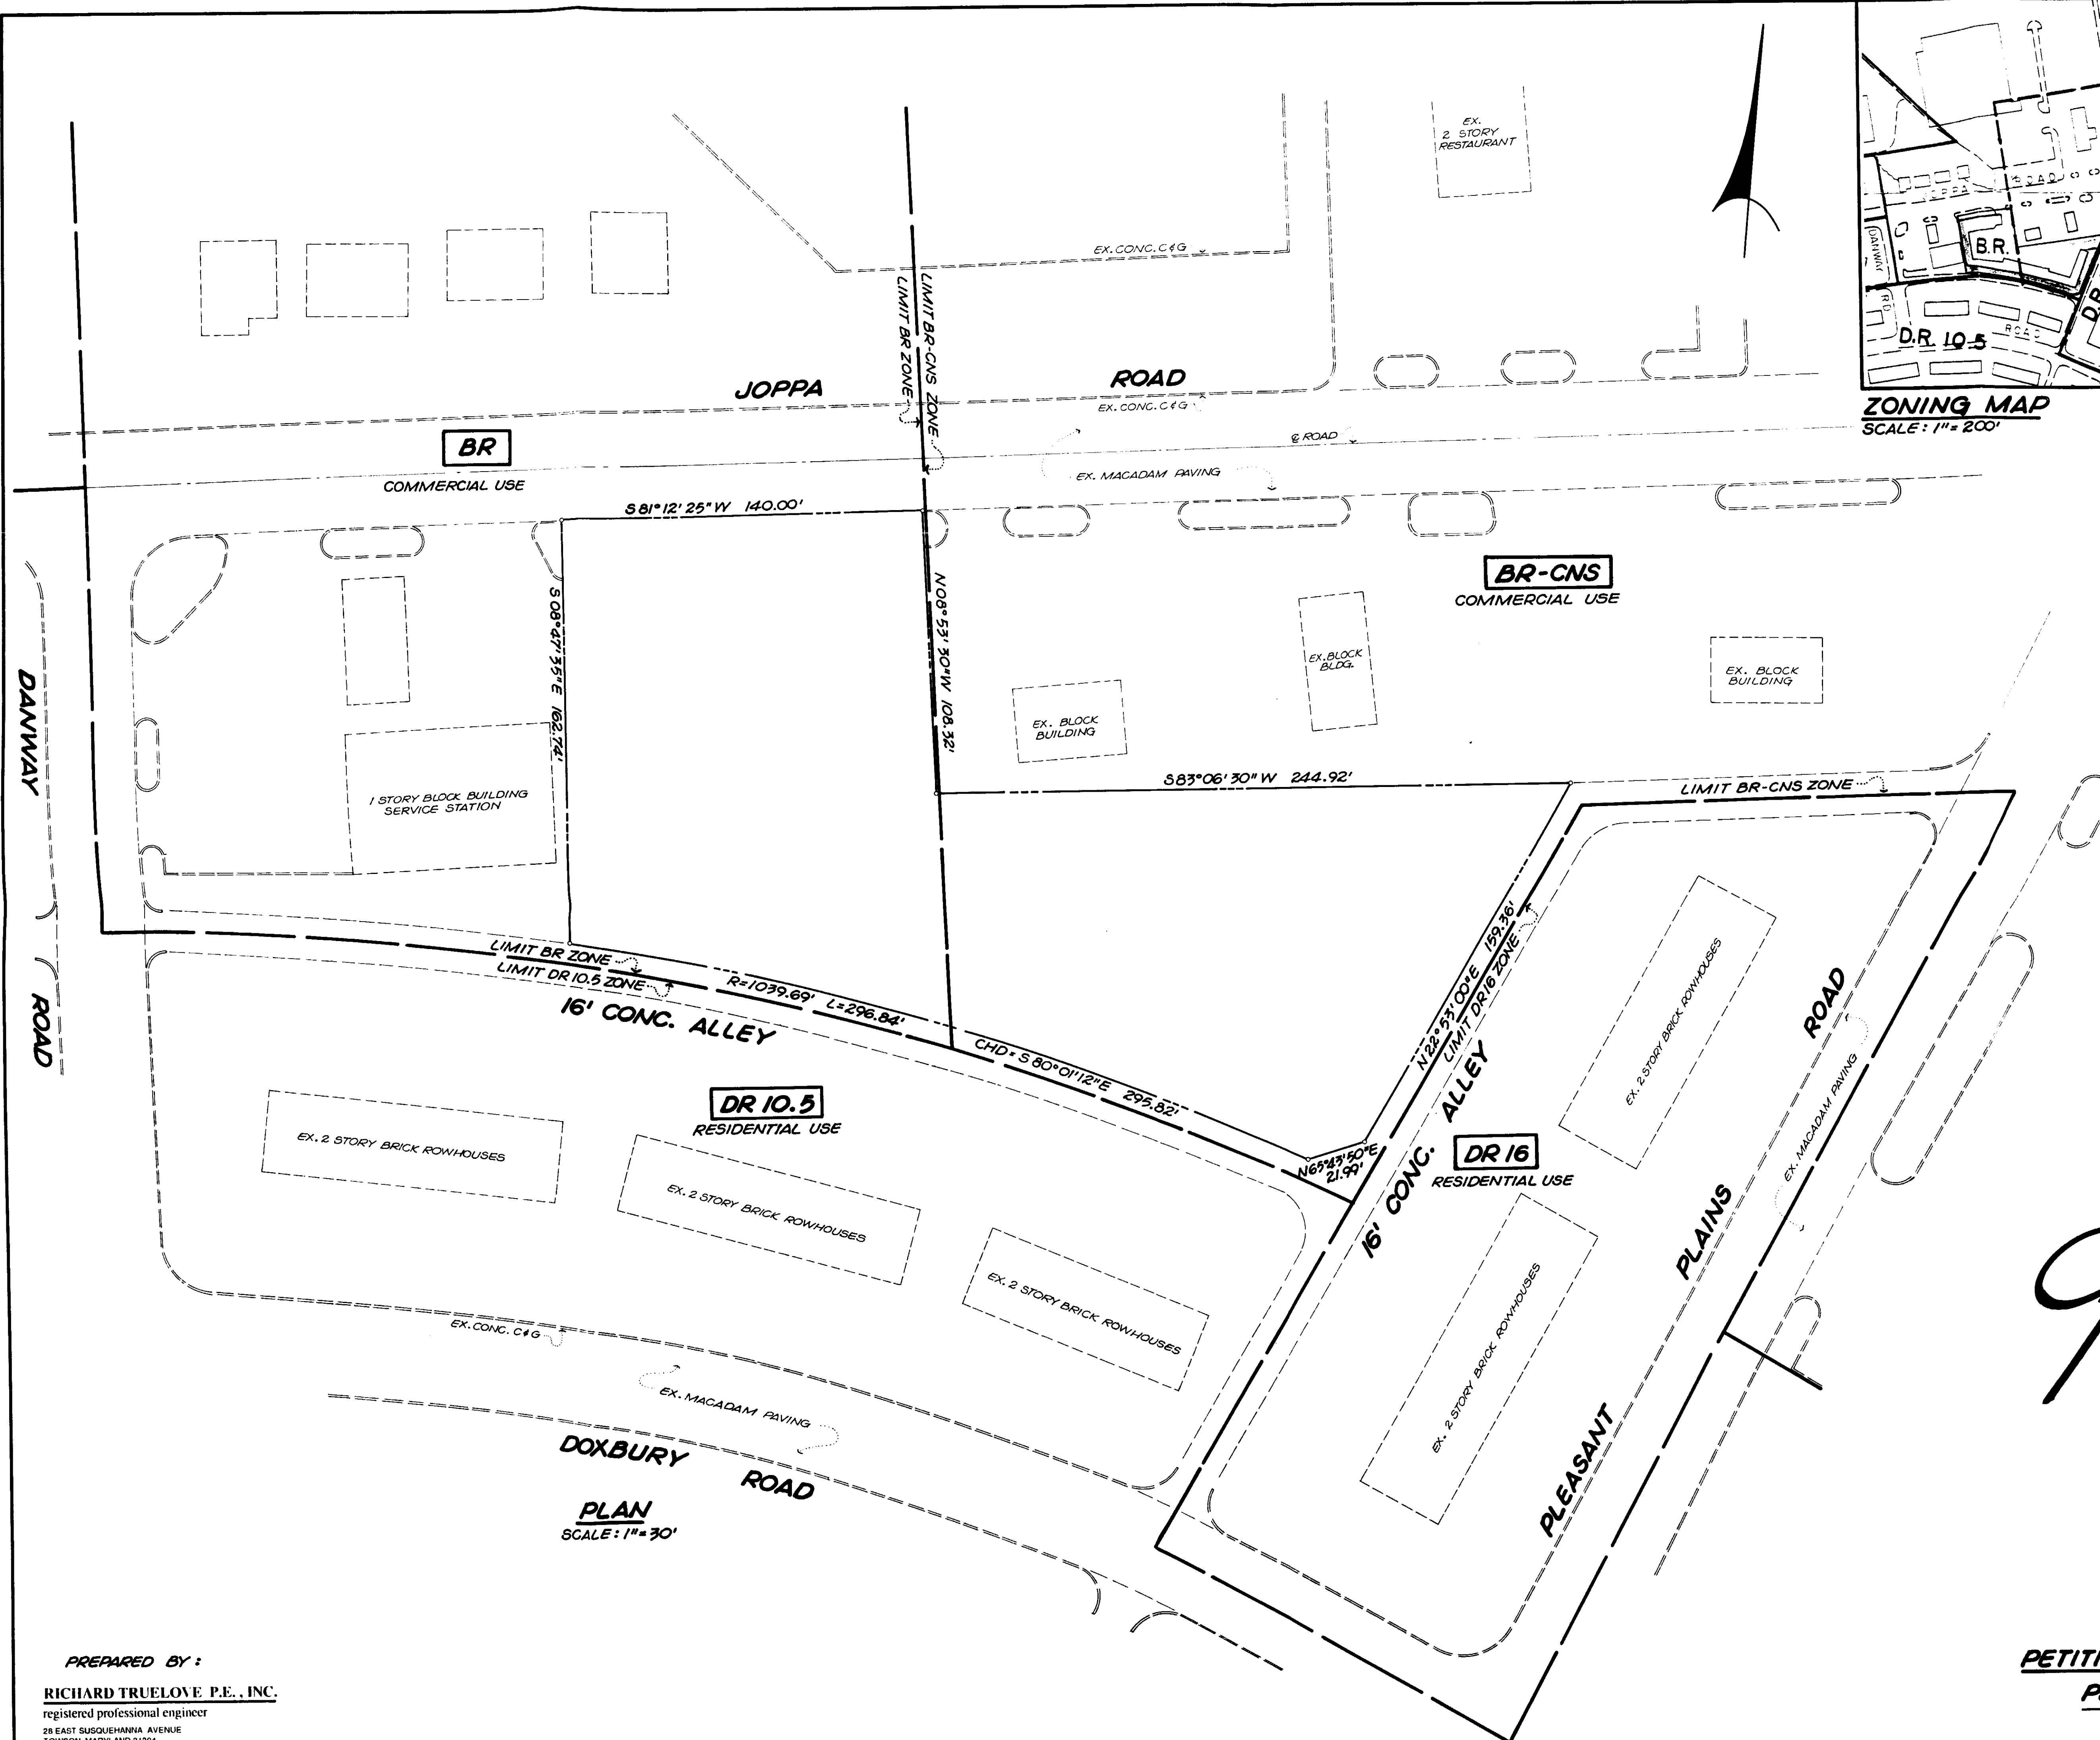 EX.
2 STORY
RESTAURANT
EX. CONC. C&G
LIMIT BR-CNS ZONE
LIMIT BR ZONE
JOPPA ROAD
EX. CONC. C&G
BR
COMMERCIAL USE
℄ ROAD
EX. MACADAM PAVING
S 81° 12' 25" W 140.00'
ROAD
B.R.
DANWAY
RD
D.R. 10.5
ROAD
ZONING MAP
SCALE: 1" = 200'
BR-CNS
COMMERCIAL USE
S 08° 47' 35" E 162.74'
N 08° 53' 30" W 108.32'
EX. BLOCK
BLDG.
EX. BLOCK
BUILDING
EX. BLOCK
BUILDING
DANWAY ROAD
1 STORY BLOCK BUILDING
SERVICE STATION
S 83° 06' 30" W 244.92'
LIMIT BR-CNS ZONE
LIMIT BR ZONE
LIMIT DR 10.5 ZONE
R=1039.69' L=296.84'
CHD = S 80° 01' 12" E 295.82'
16' CONC. ALLEY
N 22° 53' 00" E 159.36'
LIMIT DR 16 ZONE
N 65° 43' 50" E
21.99'
16' CONC. ALLEY
DR 10.5
RESIDENTIAL USE
DR 16
RESIDENTIAL USE
EX. 2 STORY BRICK ROWHOUSES
EX. 2 STORY BRICK ROWHOUSES
EX. 2 STORY BRICK ROWHOUSES
EX. 2 STORY BRICK ROWHOUSES
EX. 2 STORY BRICK ROWHOUSES
PLEASANT PLAINS ROAD
EX. MACADAM PAVING
EX. CONC. C&G
EX. MACADAM PAVING
DOXBURY ROAD
PLAN
SCALE: 1" = 30'
PREPARED BY:
RICHARD TRUELOVE P.E., INC.
registered professional engineer
28 EAST SUSQUEHANNA AVENUE